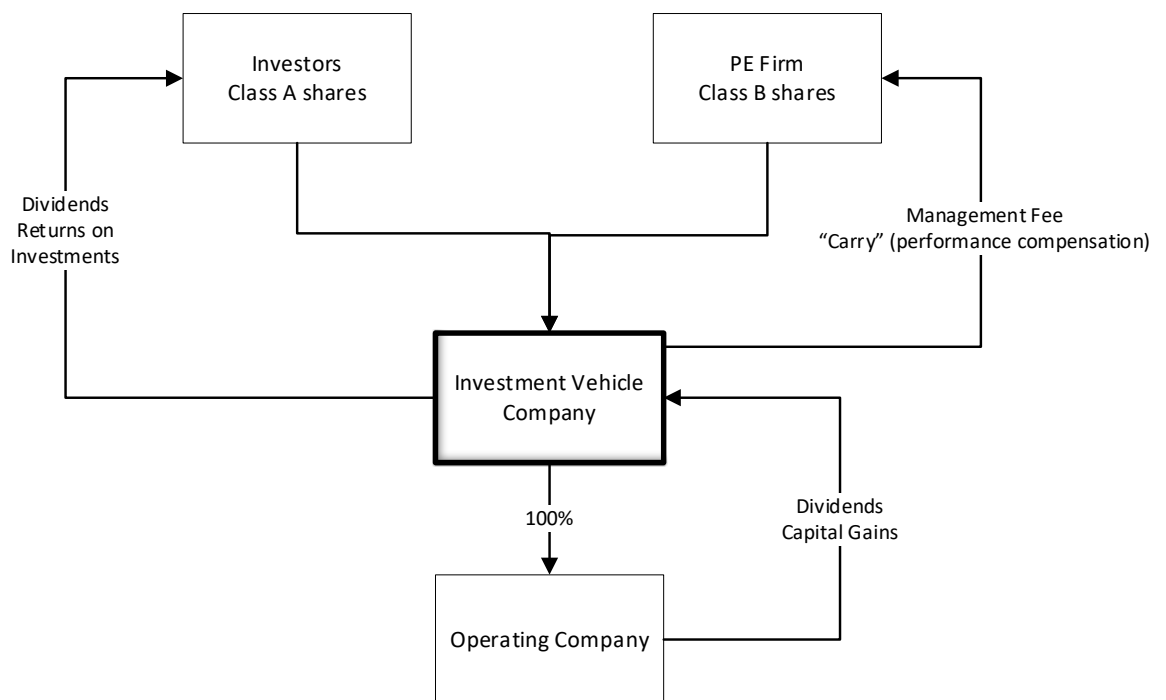 Investors
Class A shares
PE Firm
Class B shares
Dividends
Returns on
Investments
Management Fee
“Carry” (performance compensation)
Investment Vehicle
Company
100%
Dividends
Capital Gains
Operating Company